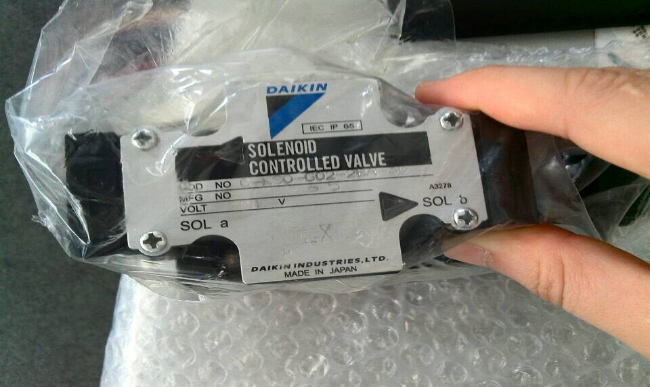 DAIKIN
IEC IP 65
SOLENOID
CONTROLLED VALVE
MOD NO
MFG NO
A3278
VOLT V
SOL b
SOL a
DAIKIN INDUSTRIES, LTD.
MADE IN JAPAN